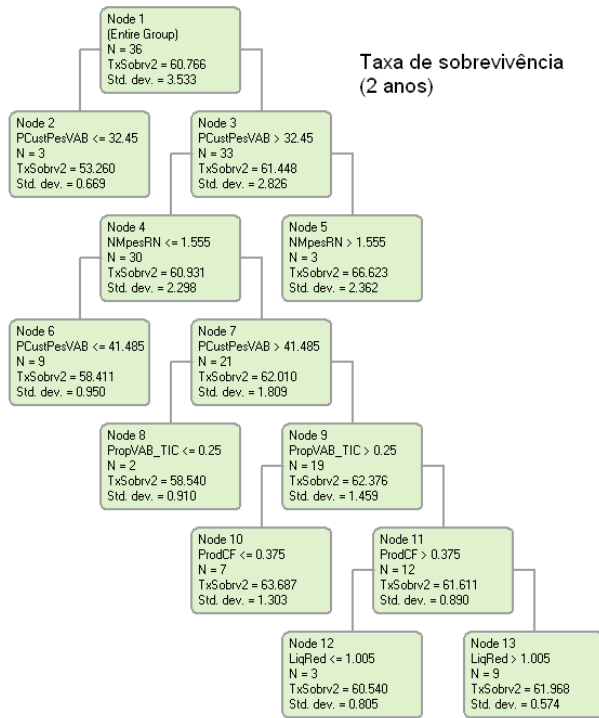 Node 1
(Entire Group)
N = 36
TxSobrv2 = 60.766
Std. dev. = 3.533
Taxa de sobrevivência
(2 anos)
Node 2
PCustPesVAB <= 32.45
N = 3
TxSobrv2 = 53.260
Std. dev. = 0.669
Node 3
PCustPesVAB > 32.45
N = 33
TxSobrv2 = 61.448
Std. dev. = 2.826
Node 4
NMpesRN <= 1.555
N = 30
TxSobrv2 = 60.931
Std. dev. = 2.298
Node 5
NMpesRN > 1.555
N = 3
TxSobrv2 = 66.623
Std. dev. = 2.362
Node 6
PCustPesVAB <= 41.485
N = 9
TxSobrv2 = 58.411
Std. dev. = 0.950
Node 7
PCustPesVAB > 41.485
N = 21
TxSobrv2 = 62.010
Std. dev. = 1.809
Node 8
PropVAB_TIC <= 0.25
N = 2
TxSobrv2 = 58.540
Std. dev. = 0.910
Node 9
PropVAB_TIC > 0.25
N = 19
TxSobrv2 = 62.376
Std. dev. = 1.459
Node 10
ProdCF <= 0.375
N = 7
TxSobrv2 = 63.687
Std. dev. = 1.303
Node 11
ProdCF > 0.375
N = 12
TxSobrv2 = 61.611
Std. dev. = 0.890
Node 12
LiqRed <= 1.005
N = 3
TxSobrv2 = 60.540
Std. dev. = 0.805
Node 13
LiqRed > 1.005
N = 9
TxSobrv2 = 61.968
Std. dev. = 0.574